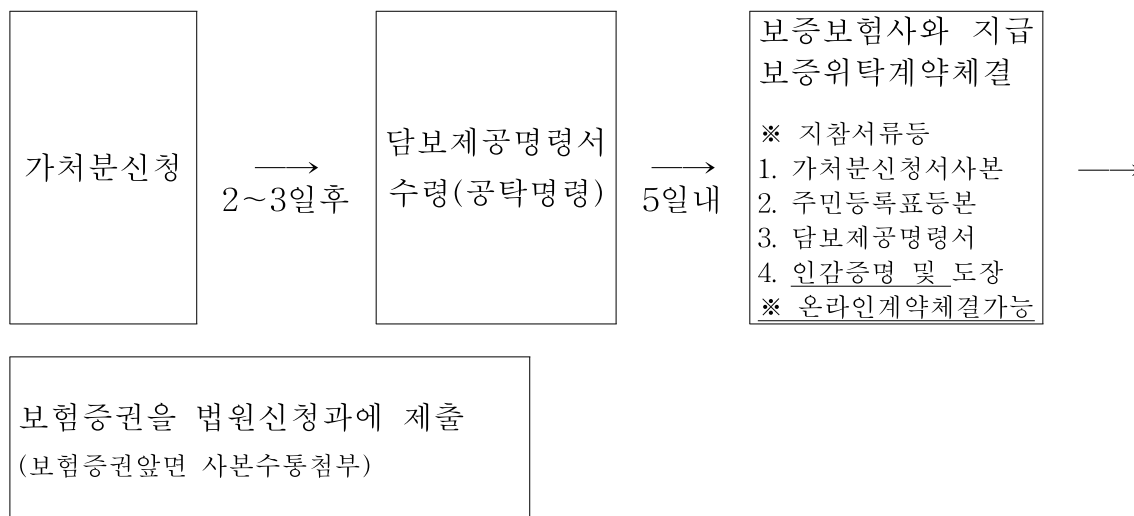 가처분신청
⟶
2~3일후
담보제공명령서
수령(공탁명령)
⟶
5일내
보증보험사와 지급
보증위탁계약체결
※ 지참서류등
1. 가처분신청서사본
2. 주민등록표등본
3. 담보제공명령서
4. 인감증명 및 도장
※ 온라인계약체결가능
⟶
보험증권을 법원신청과에 제출
(보험증권앞면 사본수통첨부)